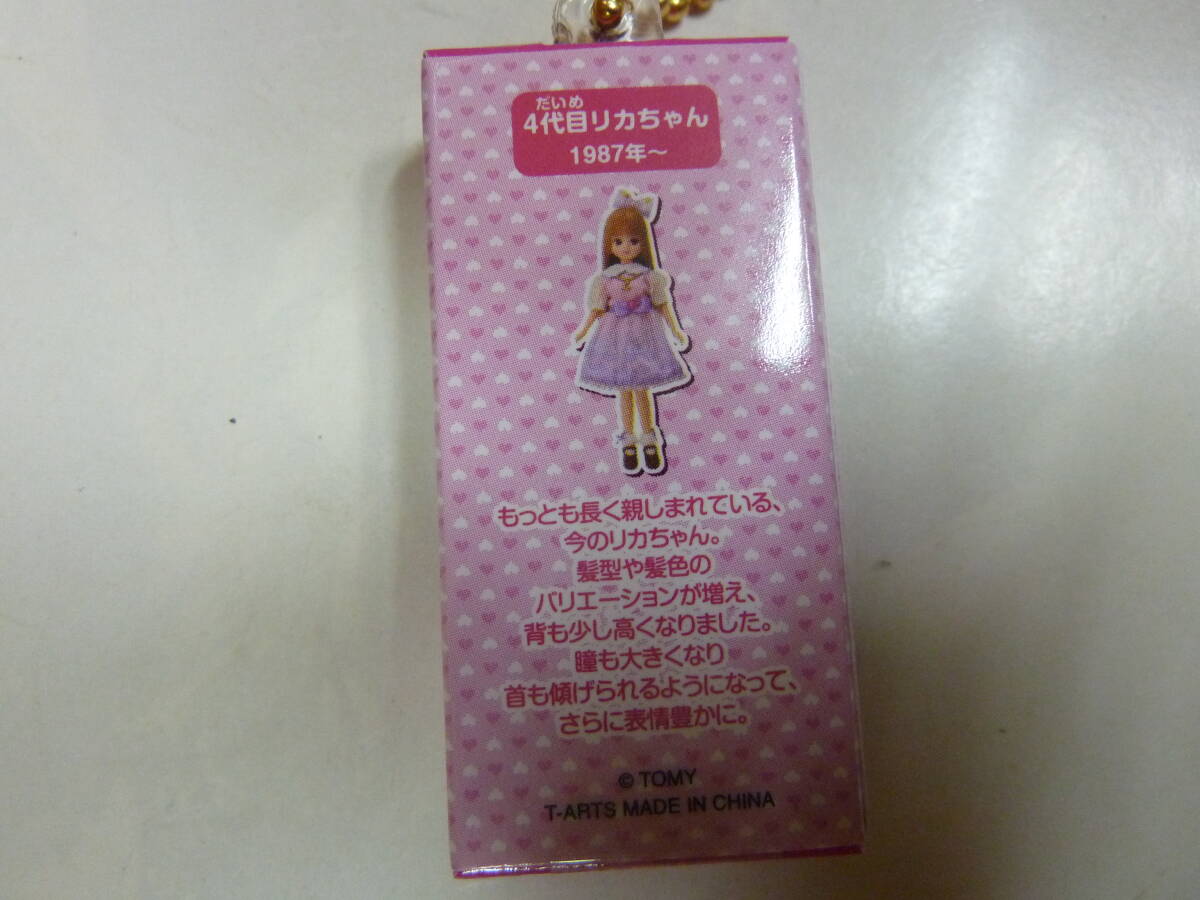 だいめ
4代目リカちゃん
1987年～
もっとも長く親しまれている、
今のリカちゃん。
髪型や髪色の
バリエーションが増え、
背も少し高くなりました。
瞳も大きくなり
首も傾げられるようになって、
さらに表情豊かに。
© TOMY
T-ARTS MADE IN CHINA